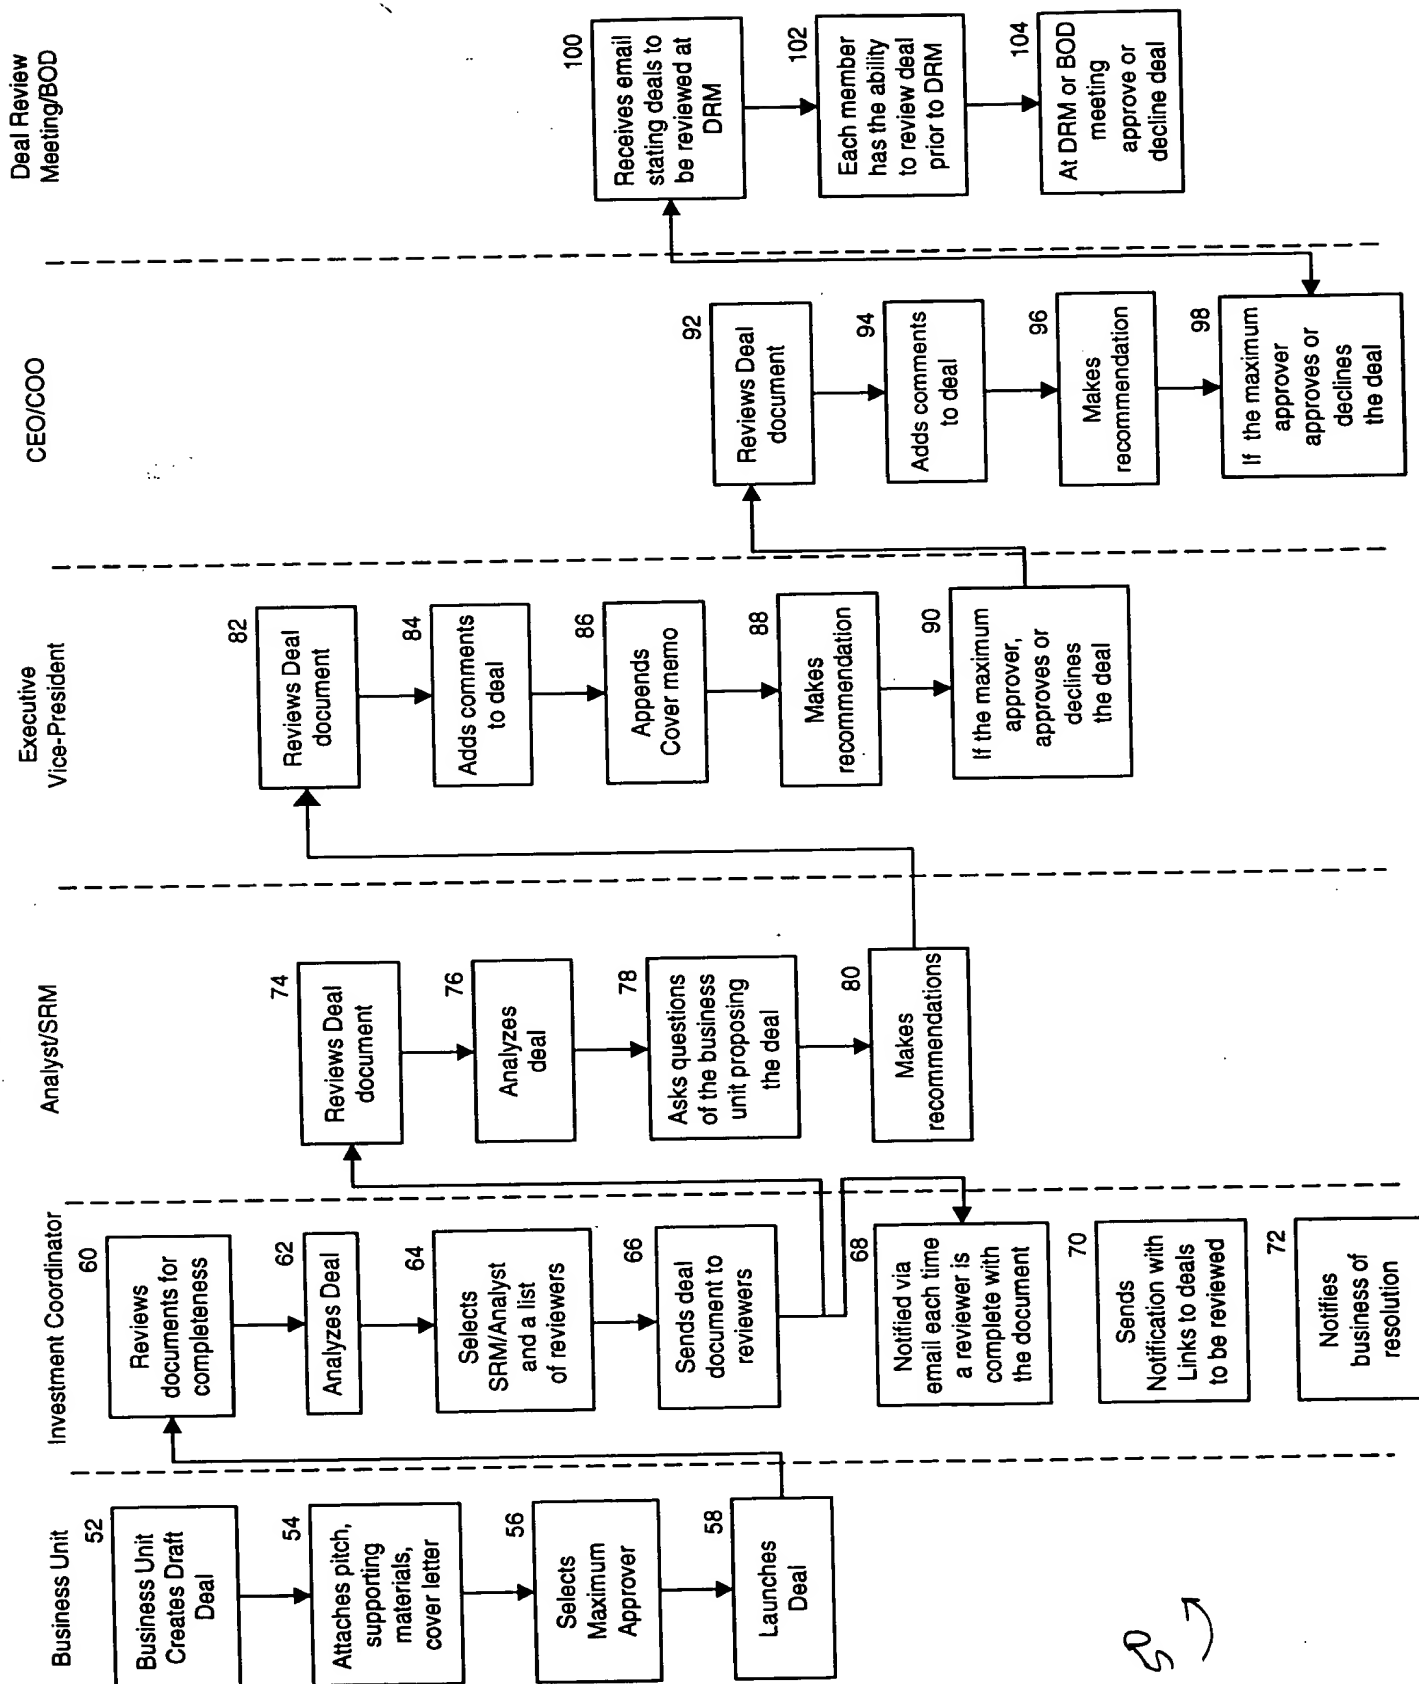 Business Unit
52
Business Unit
Creates Draft
Deal
54
Attaches pitch,
supporting
materials,
cover letter
56
Selects
Maximum
Approver
58
Launches
Deal
Investment Coordinator
60
Reviews
documents for
completeness
62
Analyzes Deal
64
Selects
SRM/Analyst
and a list
of reviewers
66
Sends deal
document to
reviewers
68
Notified via
email each time
a reviewer is
complete with
the document
70
Sends
Notification with
Links to deals
to be reviewed
72
Notifies
business of
resolution
Analyst/SRM
74
Reviews Deal
document
76
Analyzes
deal
78
Asks questions
of the business
unit proposing
the deal
80
Makes
recommendations
Executive
Vice-President
82
Reviews Deal
document
84
Adds comments
to deal
86
Appends
Cover memo
88
Makes
recommendation
90
If the maximum
approver,
approves or
declines
the deal
CEO/COO
92
Reviews Deal
document
94
Adds comments
to deal
96
Makes
recommendation
98
If the maximum
approver
approves or
declines
the deal
Deal Review
Meeting/BOD
100
Receives email
stating deals to
be reviewed at
DRM
102
Each member
has the ability
to review deal
prior to DRM
104
At DRM or BOD
meeting
approve or
decline deal
50